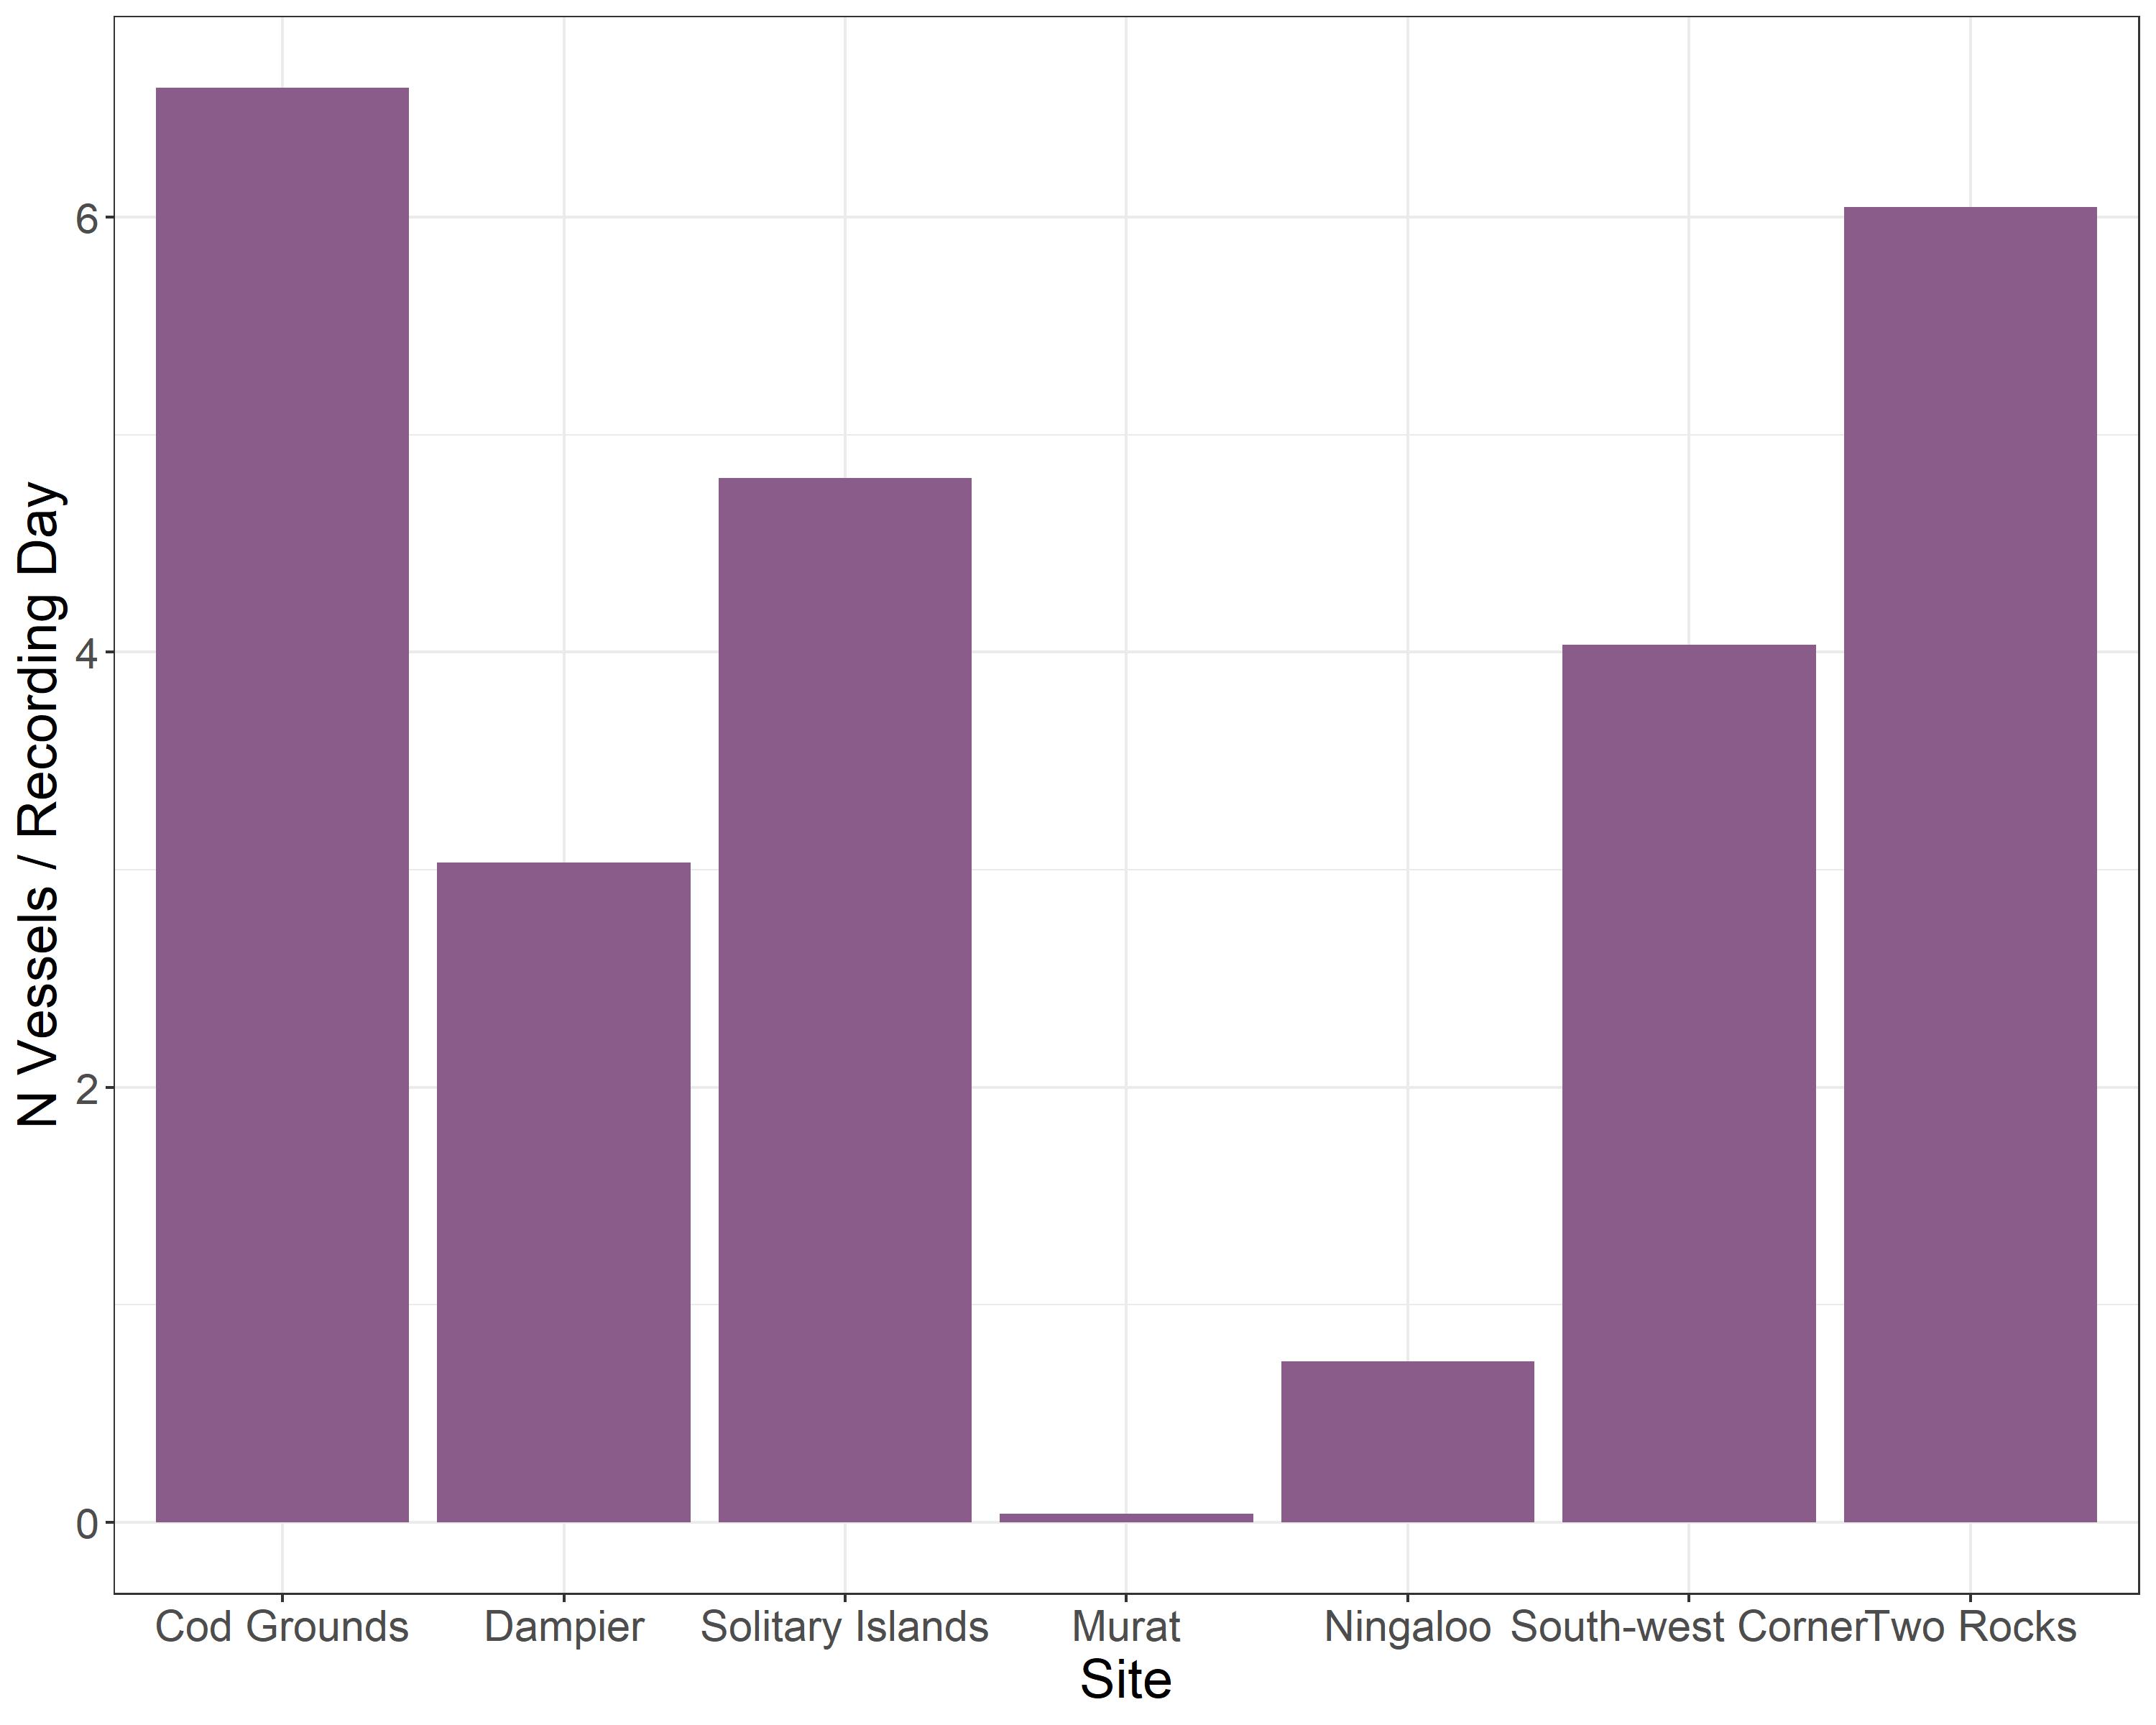 N Vessels / Recording Day
6
4
2
0
Cod Grounds Dampier Solitary Islands Murat Ningaloo South-west Corner Two Rocks
Site